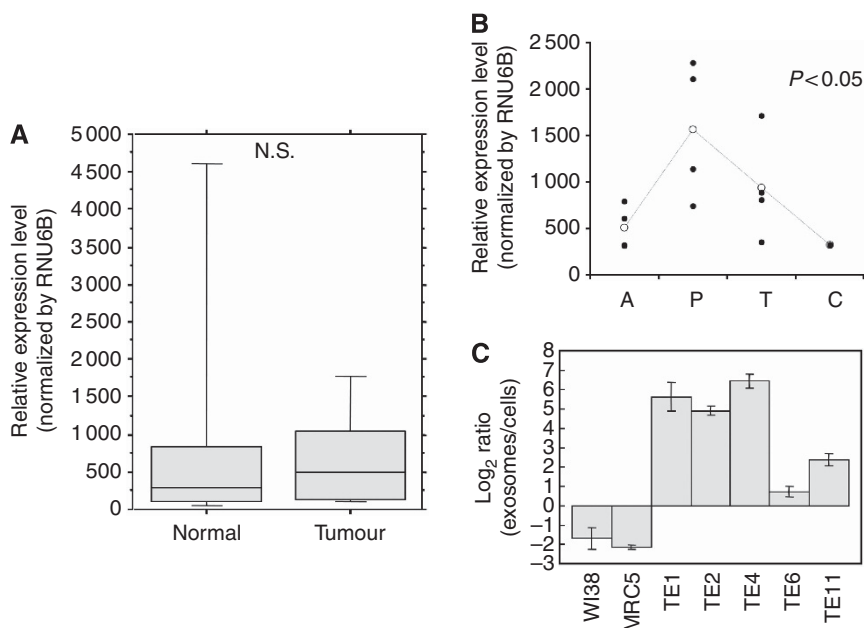 A
Relative expression level
(normalized by RNU6B)
5 000
4 500
4 000
3 500
3 000
2 500
2 000
1 500
1 000
500
0
N.S.
Normal
Tumour
B
Relative expression level
(normalized by RNU6B)
2 500
2 000
1 500
1 000
500
0
P<0.05
A
P
T
C
C
Log2 ratio
(exosomes/cells)
8
7
6
5
4
3
2
1
0
–1
–2
–3
WI38
MRC5
TE1
TE2
TE4
TE6
TE11